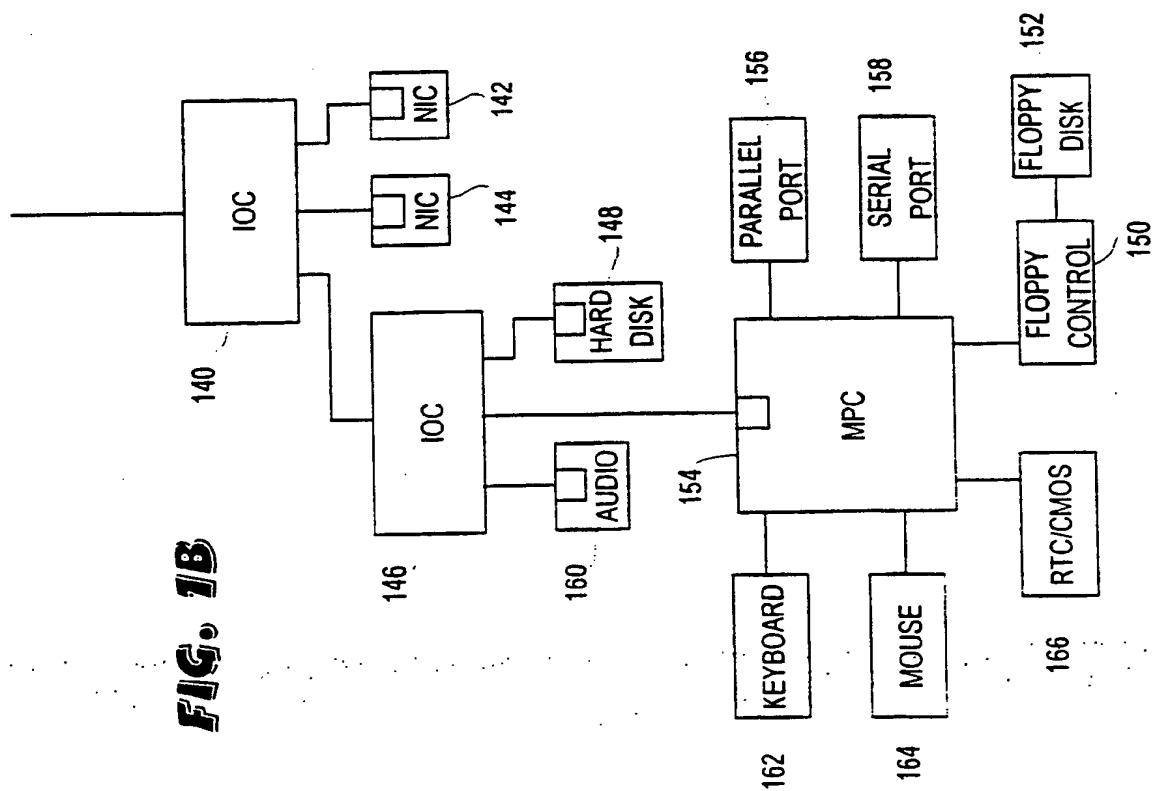 IOC
140
NIC
142
NIC
144
IOC
146
HARD
DISK
148
AUDIO
160
154
MPC
PARALLEL
PORT
156
SERIAL
PORT
158
FLOPPY
CONTROL
150
FLOPPY
DISK
152
KEYBOARD
162
MOUSE
164
RTC/CMOS
166
FIG. 1B